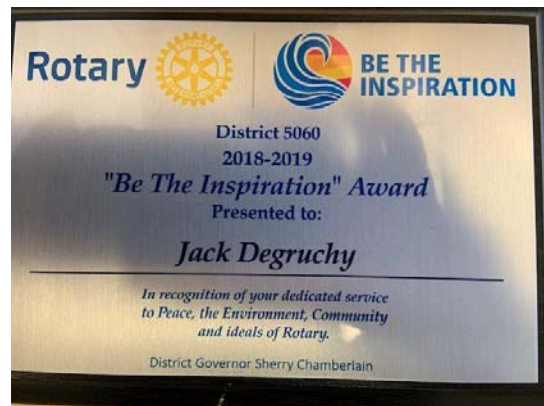 Rotary
BE THE
INSPIRATION
District 5060
2018-2019
"Be The Inspiration" Award
Presented to:
Jack Degruchy
In recognition of your dedicated service
to Peace, the Environment, Community
and ideals of Rotary.
District Governor Sherry Chamberlain